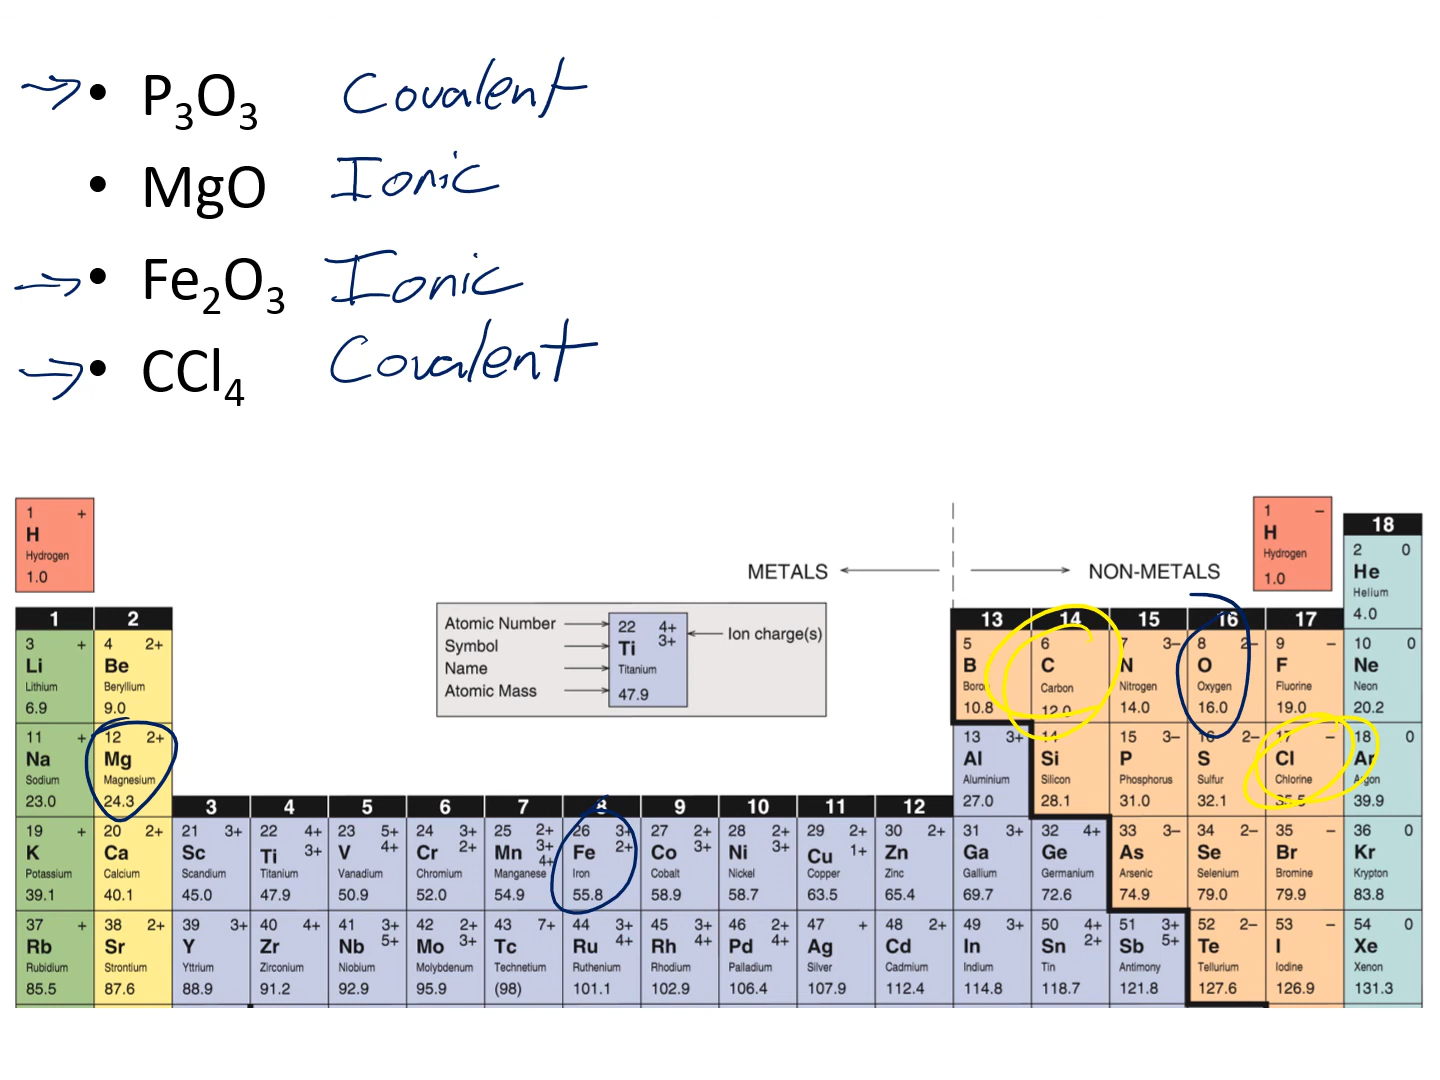 → • P₃O₃ Covalent
• MgO Ionic
→ • Fe₂O₃ Ionic
→ • CCl₄ Covalent
1 +
H
Hydrogen
1.0
METALS ← → NON-METALS
1 –
H
Hydrogen
1.0
18
2 0
He
Helium
4.0
Atomic Number → 22 4+
Symbol → Ti 3+ ← Ion charge(s)
Name → Titanium
Atomic Mass → 47.9
1 2 13 14 15 16 17
3 + 4 2+ 5 6 7 3– 8 2– 9 – 10 0
Li Be B C N O F Ne
Lithium Beryllium Boron Carbon Nitrogen Oxygen Fluorine Neon
6.9 9.0 10.8 12.0 14.0 16.0 19.0 20.2
11 + 12 2+ 13 3+ 14 15 3– 16 2– 17 – 18 0
Na Mg Al Si P S Cl Ar
Sodium Magnesium Aluminium Silicon Phosphorus Sulfur Chlorine Argon
23.0 24.3 27.0 28.1 31.0 32.1 35.5 39.9
3 4 5 6 7 8 9 10 11 12
19 + 20 2+ 21 3+ 22 4+ 23 5+ 24 3+ 25 2+ 26 3+ 27 2+ 28 2+ 29 2+ 30 2+ 31 3+ 32 4+ 33 3– 34 2– 35 – 36 0
K Ca Sc Ti 3+ V 4+ Cr 2+ Mn 3+ 4+ Fe 2+ Co 3+ Ni 3+ Cu 1+ Zn Ga Ge As Se Br Kr
Potassium Calcium Scandium Titanium Vanadium Chromium Manganese Iron Cobalt Nickel Copper Zinc Gallium Germanium Arsenic Selenium Bromine Krypton
39.1 40.1 45.0 47.9 50.9 52.0 54.9 55.8 58.9 58.7 63.5 65.4 69.7 72.6 74.9 79.0 79.9 83.8
37 + 38 2+ 39 3+ 40 4+ 41 3+ 42 2+ 43 7+ 44 3+ 45 3+ 46 2+ 47 + 48 2+ 49 3+ 50 4+ 51 3+ 52 2– 53 – 54 0
Rb Sr Y Zr Nb 5+ Mo 3+ Tc Ru 4+ Rh 4+ Pd 4+ Ag Cd In Sn 2+ Sb 5+ Te I Xe
Rubidium Strontium Yttrium Zirconium Niobium Molybdenum Technetium Ruthenium Rhodium Palladium Silver Cadmium Indium Tin Antimony Tellurium Iodine Xenon
85.5 87.6 88.9 91.2 92.9 95.9 (98) 101.1 102.9 106.4 107.9 112.4 114.8 118.7 121.8 127.6 126.9 131.3